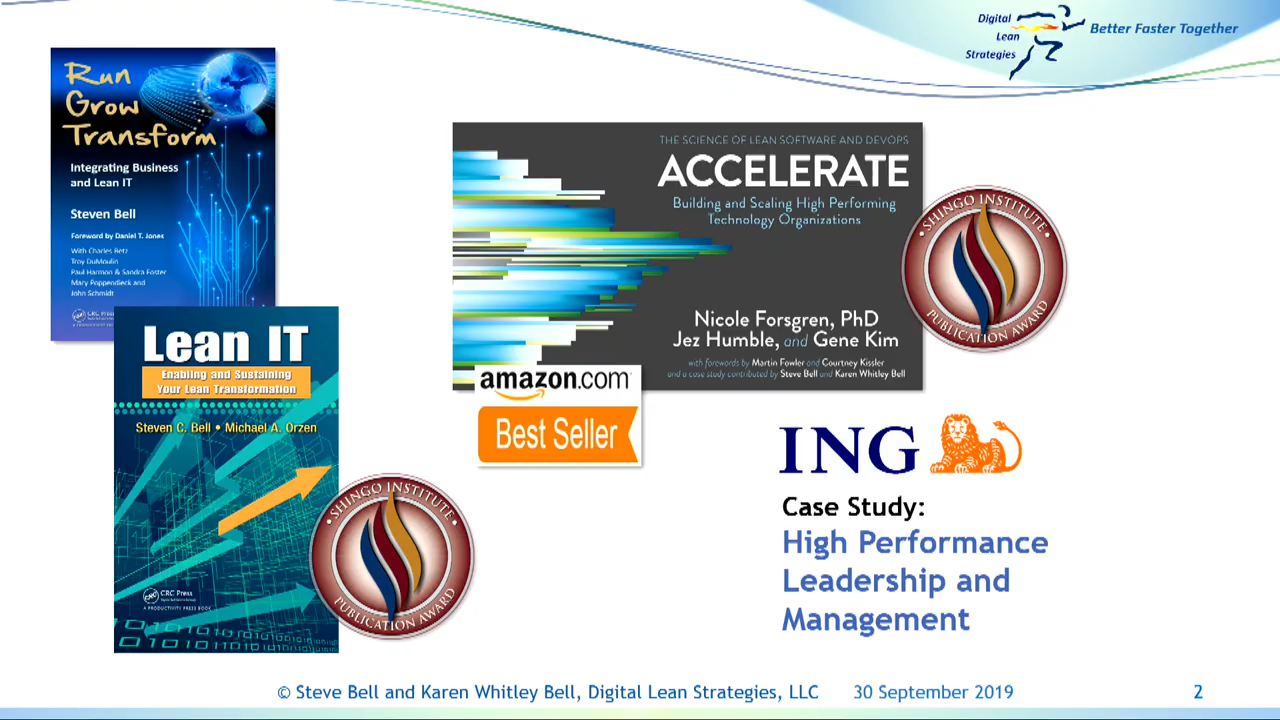 Digital
Lean
Strategies
Better Faster Together
Run
Grow
Transform
Integrating Business
and Lean IT
Steven Bell
Foreword by Daniel T. Jones
With Charles Betz
Troy DuMoulin
Paul Harmon & Sandra Foster
Mary Poppendieck and
John Schmidt
CRC Press
Lean IT
Enabling and Sustaining
Your Lean Transformation
Steven C. Bell • Michael A. Orzen
CRC Press
A PRODUCTIVITY PRESS BOOK
SHINGO INSTITUTE
PUBLICATION AWARD
THE SCIENCE OF LEAN SOFTWARE AND DEVOPS
ACCELERATE
Building and Scaling High Performing
Technology Organizations
Nicole Forsgren, PhD
Jez Humble, and Gene Kim
with forewords by Martin Fowler and Courtney Kissler
and a case study contributed by Steve Bell and Karen Whitley Bell
SHINGO INSTITUTE
PUBLICATION AWARD
amazon.com
Best Seller
ING
Case Study:
High Performance
Leadership and
Management
© Steve Bell and Karen Whitley Bell, Digital Lean Strategies, LLC 30 September 2019 2